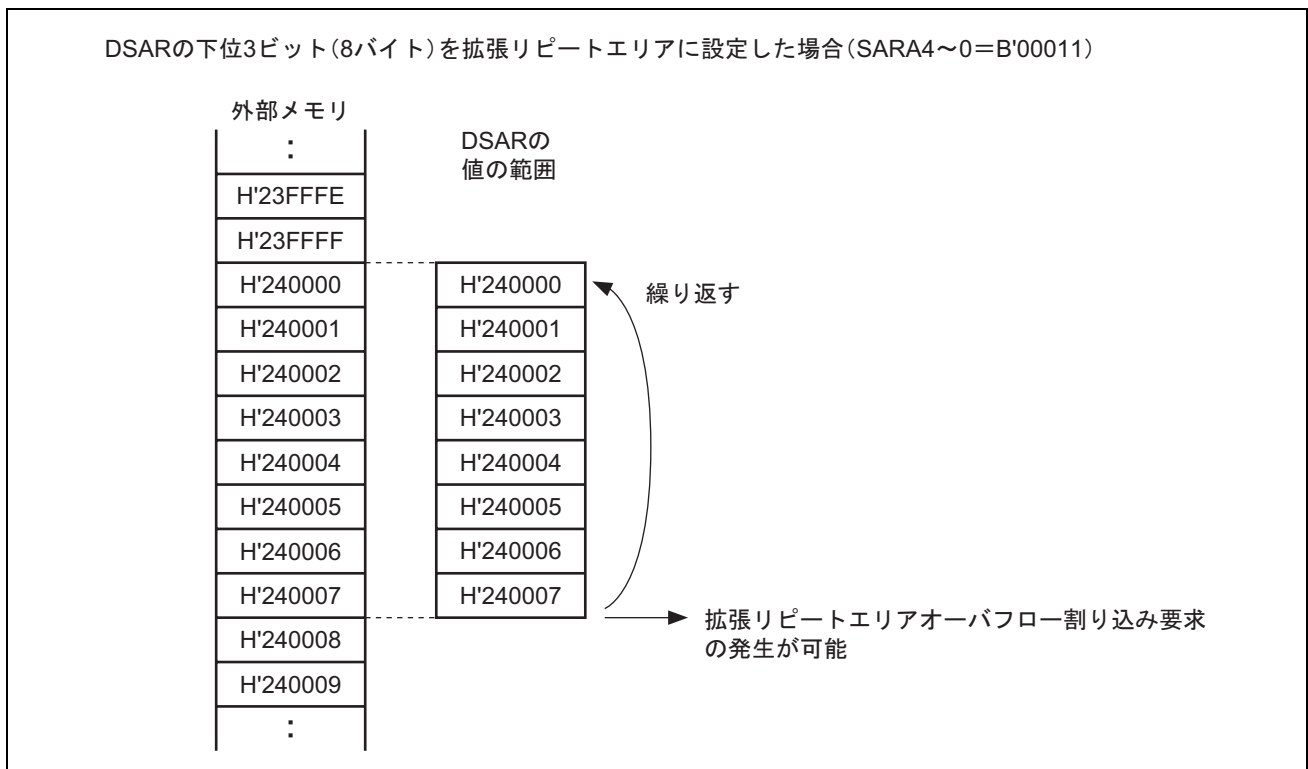 DSARの下位3ビット(8バイト)を拡張リピートエリアに設定した場合(SARA4～0＝B'00011)
外部メモリ
:
H'23FFFE
H'23FFFF
H'240000
H'240001
H'240002
H'240003
H'240004
H'240005
H'240006
H'240007
H'240008
H'240009
:
DSARの
値の範囲
H'240000
H'240001
H'240002
H'240003
H'240004
H'240005
H'240006
H'240007
繰り返す
拡張リピートエリアオーバフロー割り込み要求
の発生が可能